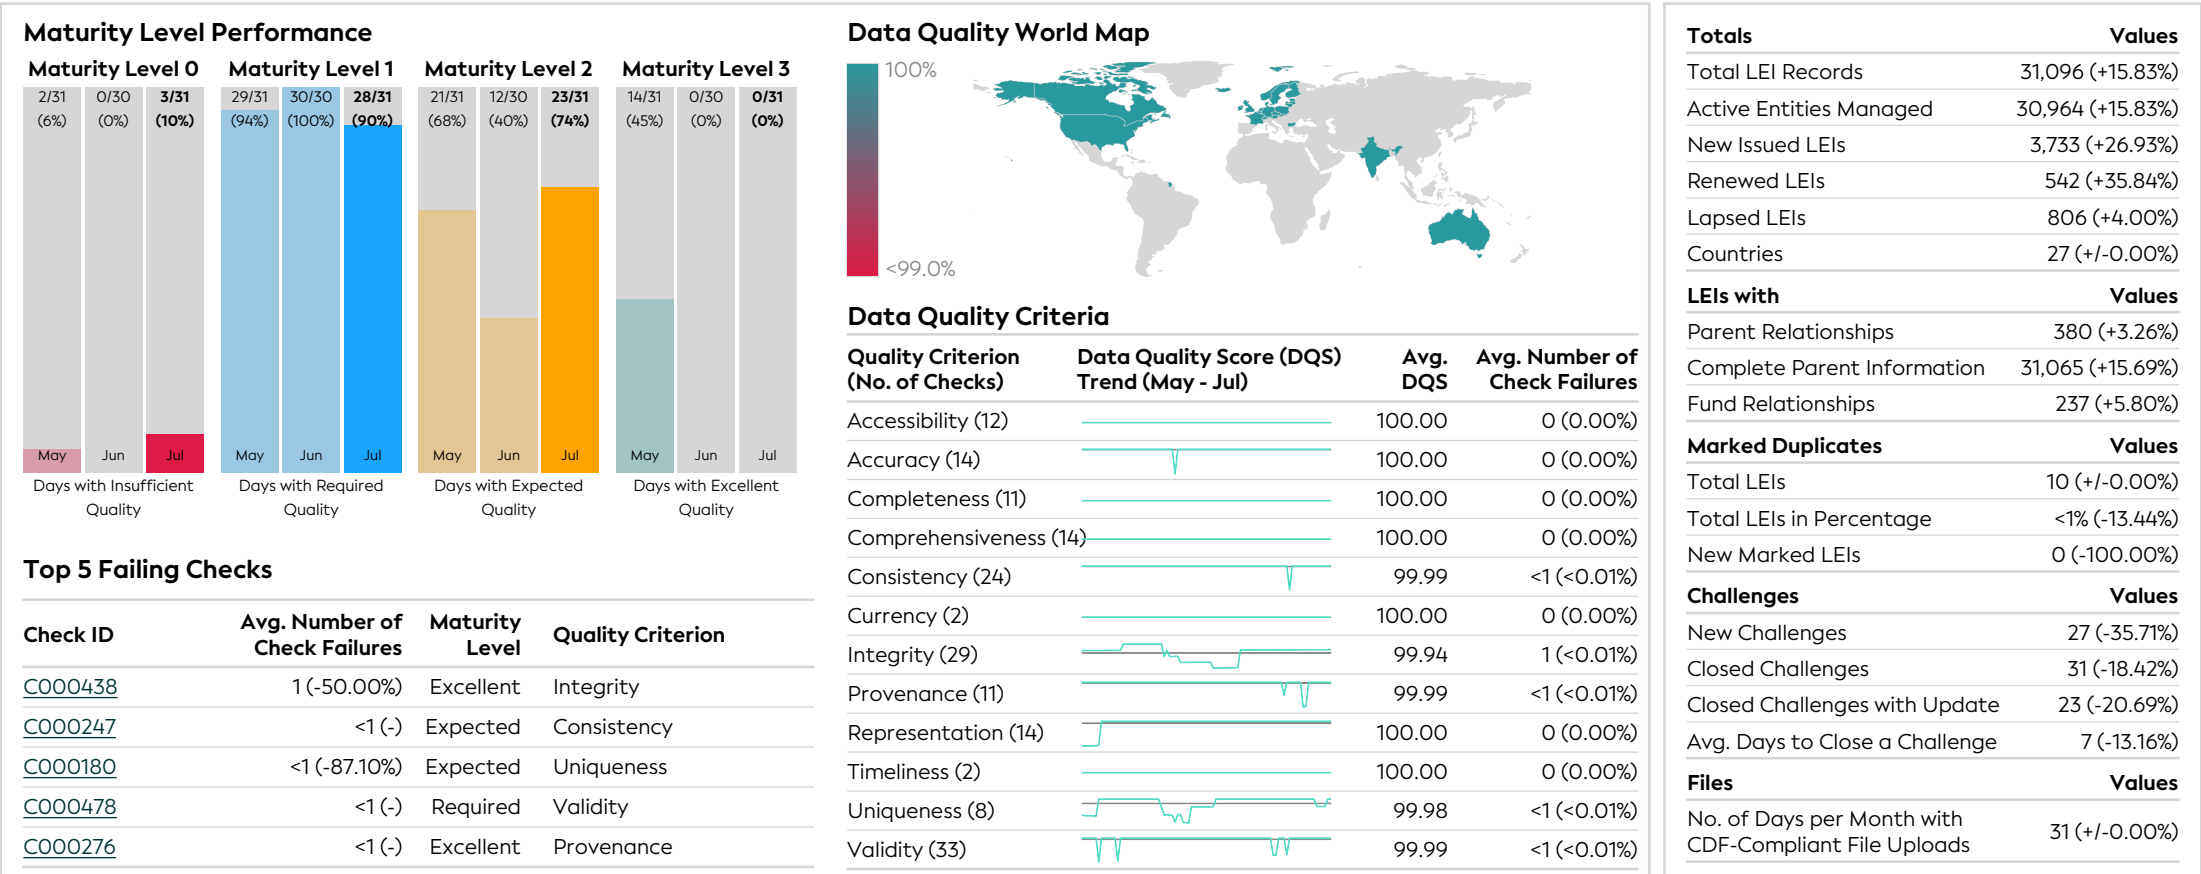 Maturity Level Performance
Maturity Level 0 Maturity Level 1 Maturity Level 2 Maturity Level 3
2/31 0/30 3/31 29/31 30/30 28/31 21/31 12/30 23/31 14/31 0/30 0/31
(6%) (0%) (10%) (94%) (100%) (90%) (68%) (40%) (74%) (45%) (0%) (0%)
May Jun Jul May Jun Jul May Jun Jul May Jun Jul
Days with Insufficient Days with Required Days with Expected Days with Excellent
Quality Quality Quality Quality
Top 5 Failing Checks
Check ID Avg. Number of Check Failures Maturity Level Quality Criterion
C000438 1 (-50.00%) Excellent Integrity
C000247 <1 (-) Expected Consistency
C000180 <1 (-87.10%) Expected Uniqueness
C000478 <1 (-) Required Validity
C000276 <1 (-) Excellent Provenance
Data Quality World Map
100%
<99.0%
Data Quality Criteria
Quality Criterion Data Quality Score (DQS) Avg. Avg. Number of
(No. of Checks) Trend (May - Jul) DQS Check Failures
Accessibility (12) 100.00 0 (0.00%)
Accuracy (14) 100.00 0 (0.00%)
Completeness (11) 100.00 0 (0.00%)
Comprehensiveness (14) 100.00 0 (0.00%)
Consistency (24) 99.99 <1 (<0.01%)
Currency (2) 100.00 0 (0.00%)
Integrity (29) 99.94 1 (<0.01%)
Provenance (11) 99.99 <1 (<0.01%)
Representation (14) 100.00 0 (0.00%)
Timeliness (2) 100.00 0 (0.00%)
Uniqueness (8) 99.98 <1 (<0.01%)
Validity (33) 99.99 <1 (<0.01%)
Totals Values
Total LEI Records 31,096 (+15.83%)
Active Entities Managed 30,964 (+15.83%)
New Issued LEIs 3,733 (+26.93%)
Renewed LEIs 542 (+35.84%)
Lapsed LEIs 806 (+4.00%)
Countries 27 (+/-0.00%)
LEIs with Values
Parent Relationships 380 (+3.26%)
Complete Parent Information 31,065 (+15.69%)
Fund Relationships 237 (+5.80%)
Marked Duplicates Values
Total LEIs 10 (+/-0.00%)
Total LEIs in Percentage <1% (-13.44%)
New Marked LEIs 0 (-100.00%)
Challenges Values
New Challenges 27 (-35.71%)
Closed Challenges 31 (-18.42%)
Closed Challenges with Update 23 (-20.69%)
Avg. Days to Close a Challenge 7 (-13.16%)
Files Values
No. of Days per Month with
CDF-Compliant File Uploads 31 (+/-0.00%)